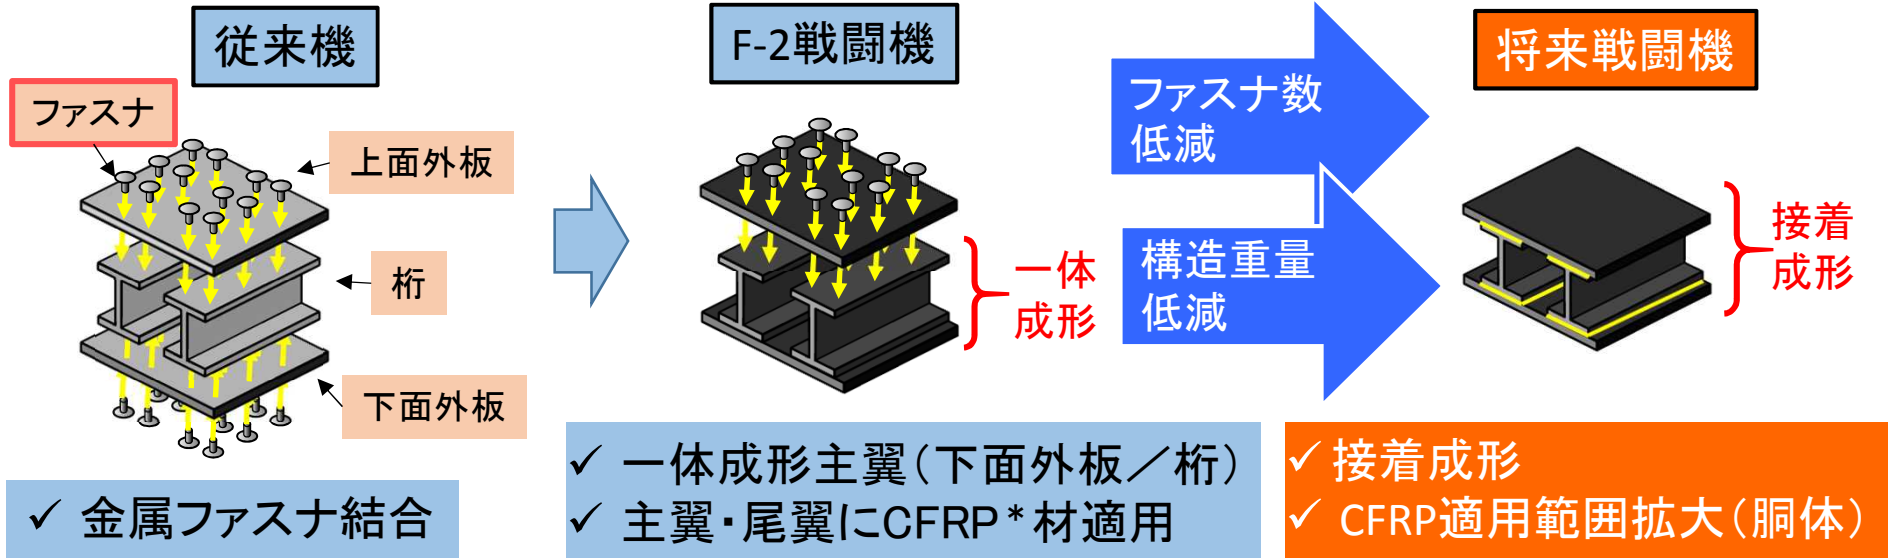 従来機
ファスナ
上面外板
桁
下面外板
✓ 金属ファスナ結合
F-2戦闘機
一体
成形
✓ 一体成形主翼(下面外板／桁)
✓ 主翼・尾翼にCFRP*材適用
ファスナ数
低減
構造重量
低減
将来戦闘機
接着
成形
✓ 接着成形
✓ CFRP適用範囲拡大(胴体)